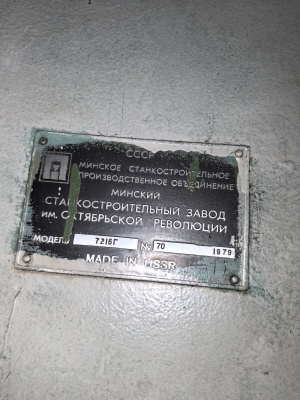 СССР
МИНСКОЕ СТАНКОСТРОИТЕЛЬНОЕ
ПРОИЗВОДСТВЕННОЕ ОБЪЕДИНЕНИЕ
МИНСКИЙ
СТАНКОСТРОИТЕЛЬНЫЙ ЗАВОД
ИМ. ОКТЯБРЬСКОЙ РЕВОЛЮЦИИ
МОДЕЛЬ 7216Г № 70 1979
MADE IN USSR